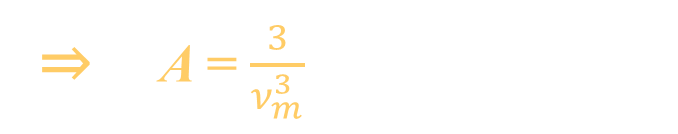 ⇒ A = 3/ν_m^3